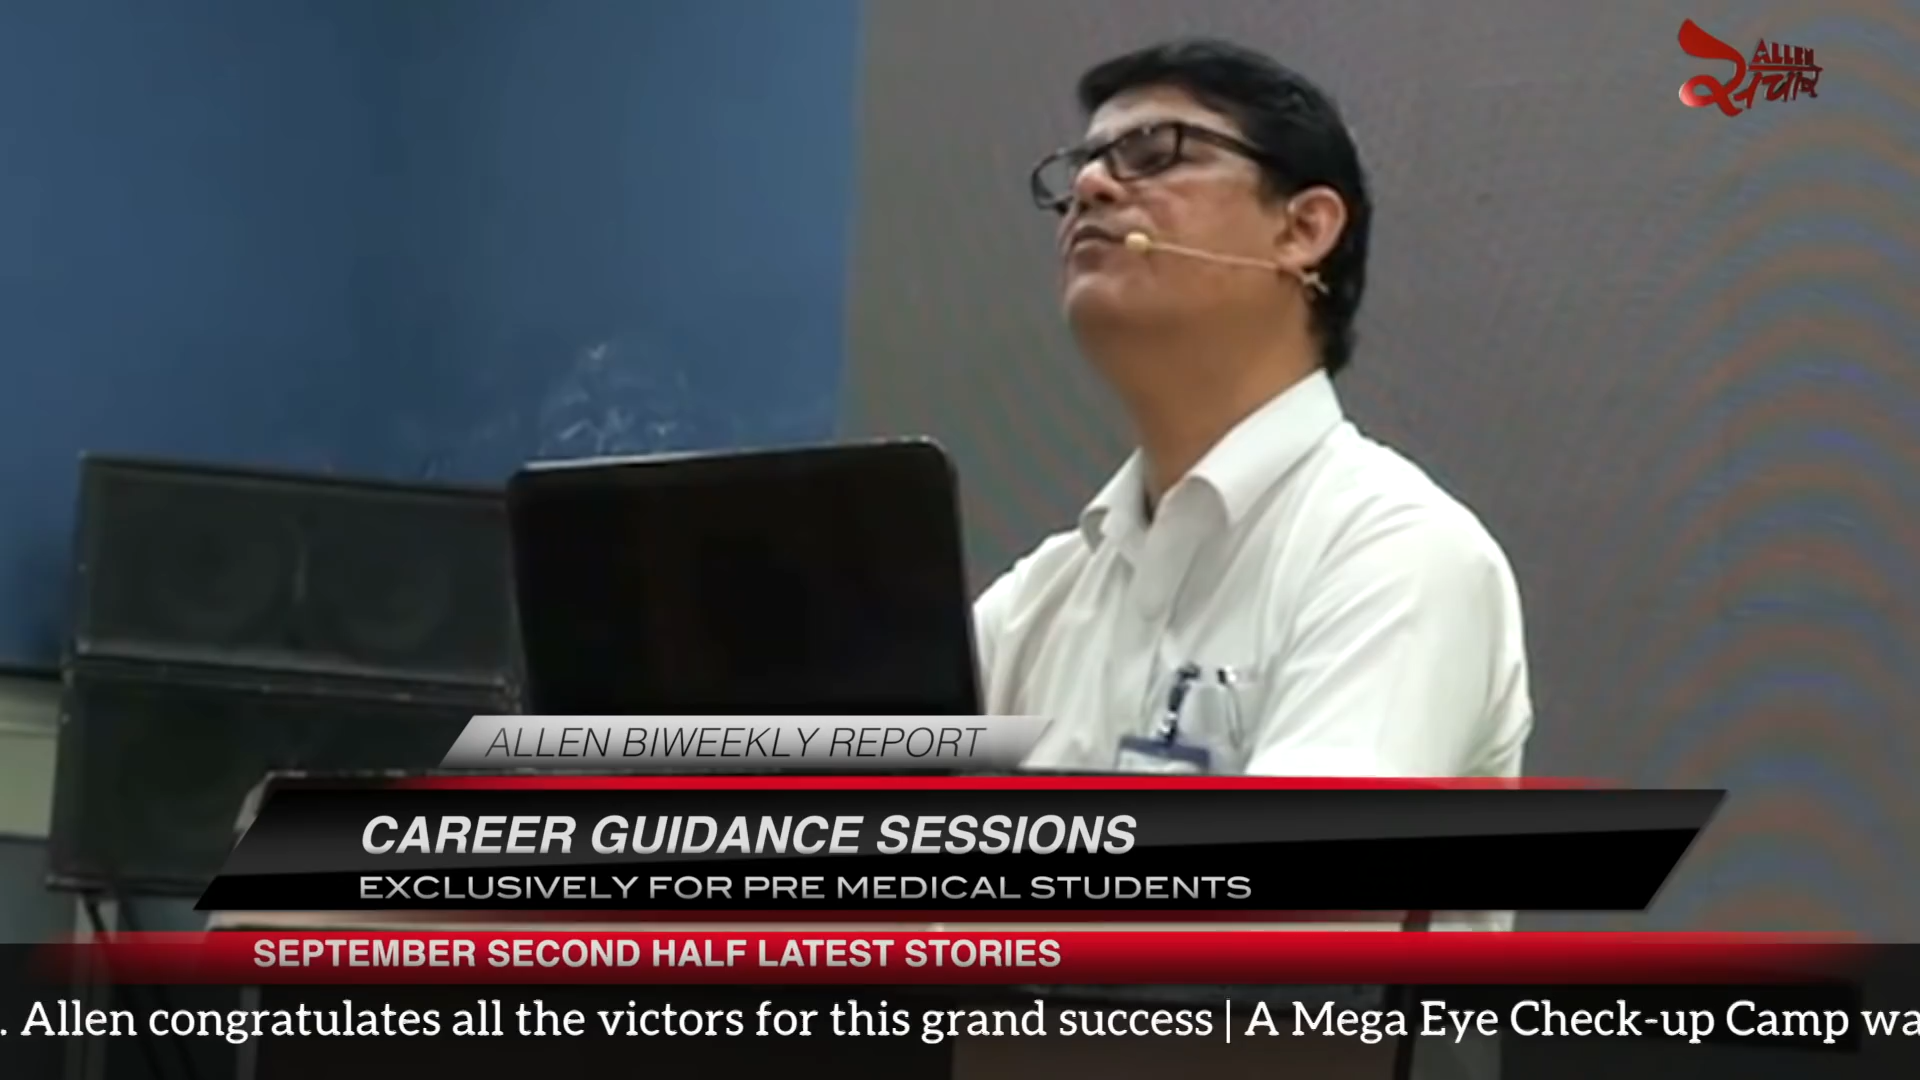 ALLEN
संचार
ALLEN BIWEEKLY REPORT
CAREER GUIDANCE SESSIONS
EXCLUSIVELY FOR PRE MEDICAL STUDENTS
SEPTEMBER SECOND HALF LATEST STORIES
. Allen congratulates all the victors for this grand success | A Mega Eye Check-up Camp wa